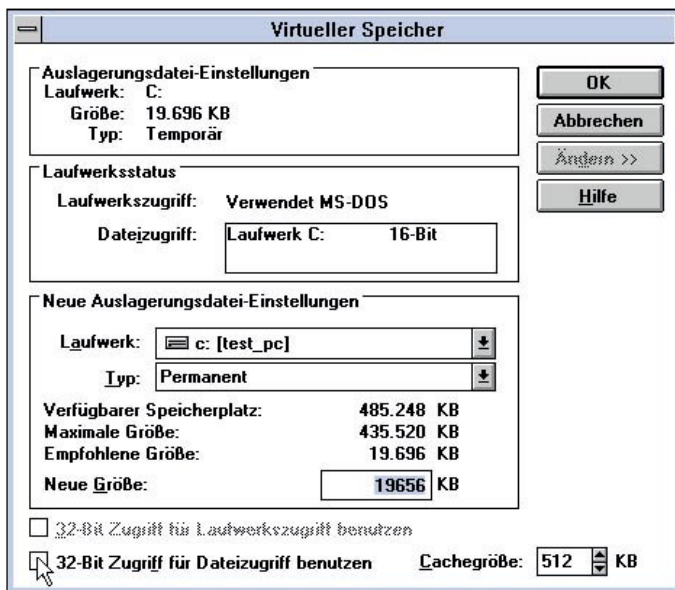 Virtueller Speicher
Auslagerungsdatei-Einstellungen
Laufwerk: C:
Größe: 19.696 KB
Typ: Temporär
OK
Abbrechen
Ändern >>
Hilfe
Laufwerksstatus
Laufwerkszugriff: Verwendet MS-DOS
Dateizugriff: Laufwerk C: 16-Bit
Neue Auslagerungsdatei-Einstellungen
Laufwerk: c: [test_pc]
Typ: Permanent
Verfügbarer Speicherplatz: 485.248 KB
Maximale Größe: 435.520 KB
Empfohlene Größe: 19.696 KB
Neue Größe: 19656 KB
32-Bit Zugriff für Laufwerkszugriff benutzen
32-Bit Zugriff für Dateizugriff benutzen Cachegröße: 512 KB